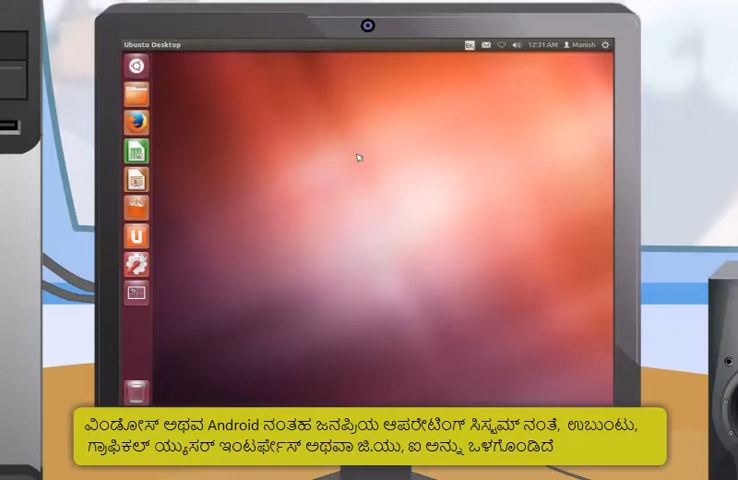 Ubuntu Desktop
En
12:31 AM
Manish
ವಿಂಡೋಸ್ ಅಥವ Android ನಂತಹ ಜನಪ್ರಿಯ ಆಪರೇಟಿಂಗ್ ಸಿಸ್ಟಮ್ ನಂತೆ, ಉಬುಂಟು,
ಗ್ರಾಫಿಕಲ್ ಯ್ಯುಸರ್ ಇಂಟರ್ಫೇಸ್ ಅಥವಾ ಜಿ.ಯು, ಐ ಅನ್ನು ಒಳಗೊಂಡಿದೆ